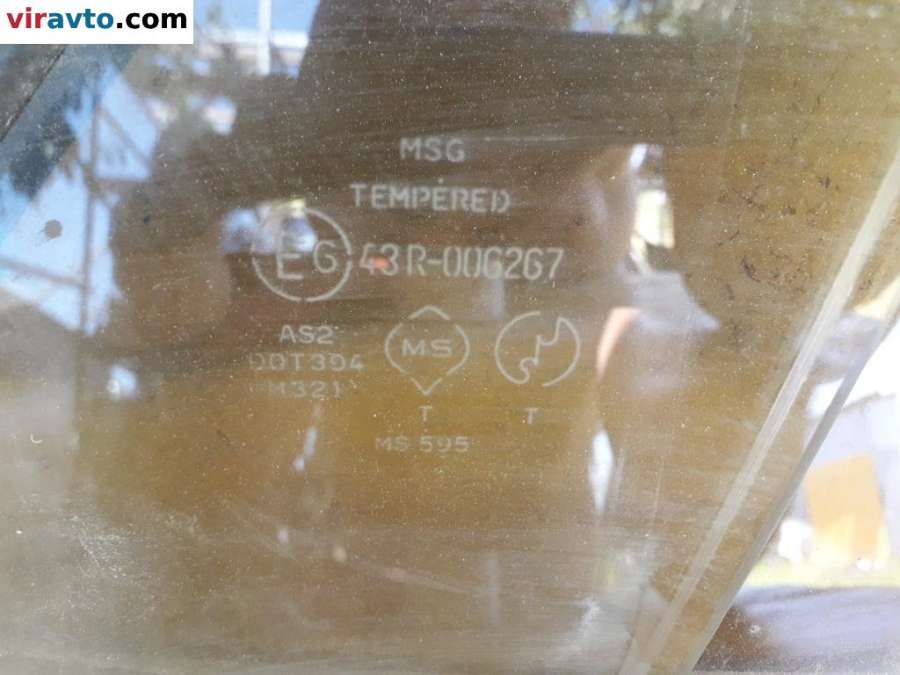 viravto.com
MSG
TEMPERED
E6 43R-006267
AS2
DOT394
M321
MS
T T
MS 595